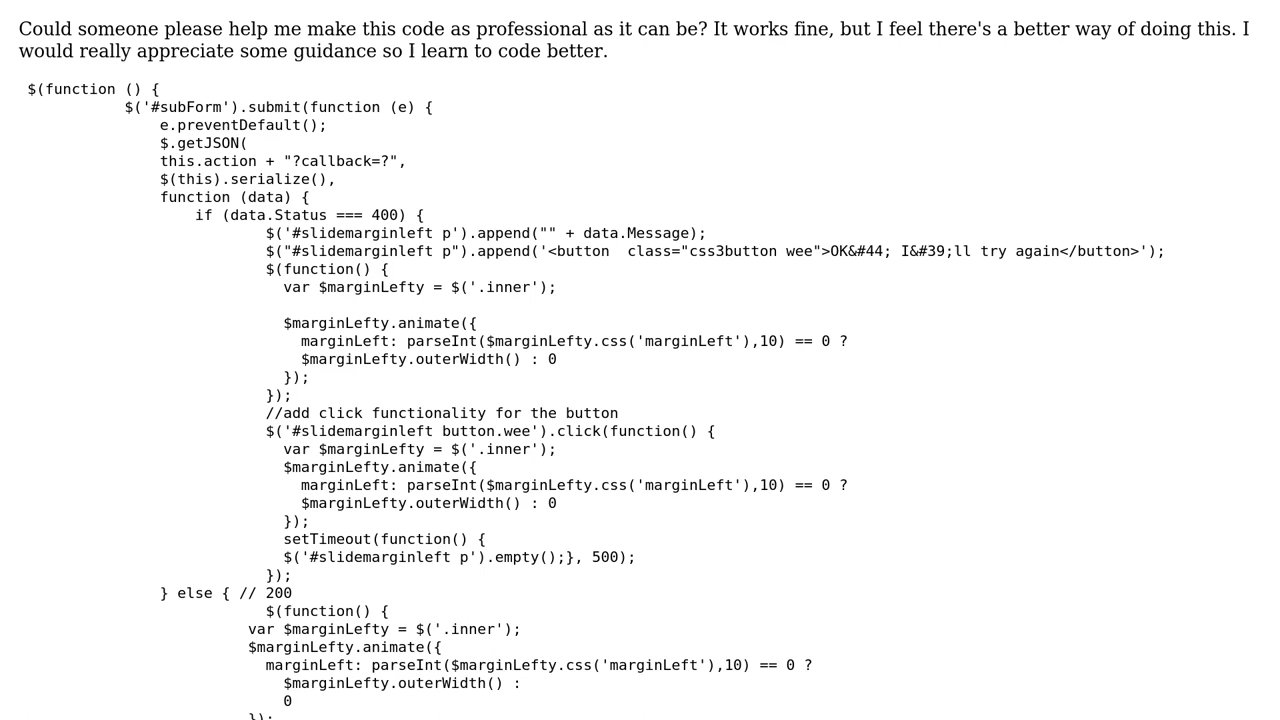 Could someone please help me make this code as professional as it can be? It works fine, but I feel there's a better way of doing this. I
would really appreciate some guidance so I learn to code better.
$(function () {
           $('#subForm').submit(function (e) {
               e.preventDefault();
               $.getJSON(
               this.action + "?callback=?",
               $(this).serialize(),
               function (data) {
                   if (data.Status === 400) {
                           $('#slidemarginleft p').append("" + data.Message);
                           $("#slidemarginleft p").append('<button  class="css3button wee">OK&#44; I&#39;ll try again</button>');
                           $(function() {
                             var $marginLefty = $('.inner');
                             $marginLefty.animate({
                               marginLeft: parseInt($marginLefty.css('marginLeft'),10) == 0 ?
                               $marginLefty.outerWidth() : 0
                             });
                           });
                           //add click functionality for the button
                           $('#slidemarginleft button.wee').click(function() {
                             var $marginLefty = $('.inner');
                             $marginLefty.animate({
                               marginLeft: parseInt($marginLefty.css('marginLeft'),10) == 0 ?
                               $marginLefty.outerWidth() : 0
                             });
                             setTimeout(function() {
                             $('#slidemarginleft p').empty();}, 500);
                           });
               } else { // 200
                           $(function() {
                         var $marginLefty = $('.inner');
                         $marginLefty.animate({
                           marginLeft: parseInt($marginLefty.css('marginLeft'),10) == 0 ?
                             $marginLefty.outerWidth() :
                             0
                         });